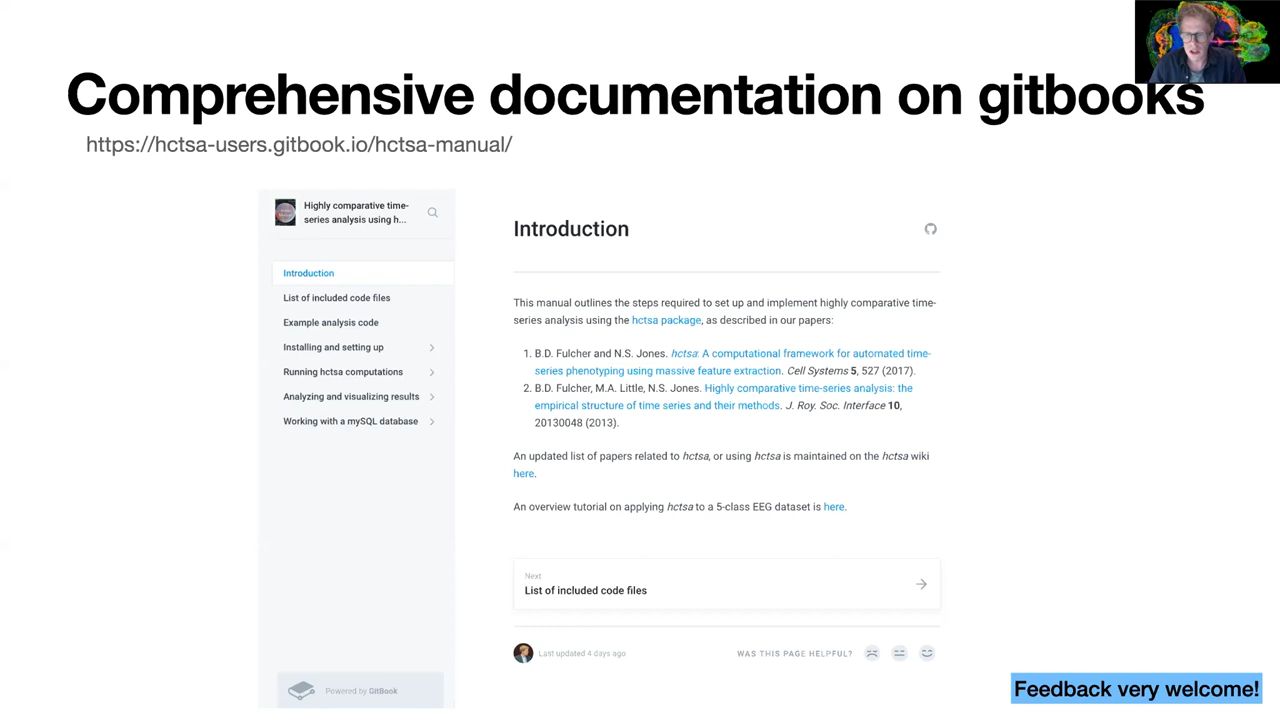 Comprehensive documentation on gitbooks
https://hctsa-users.gitbook.io/hctsa-manual/
Highly comparative time-
series analysis using h...
Introduction
List of included code files
Example analysis code
Installing and setting up
Running hctsa computations
Analyzing and visualizing results
Working with a mySQL database
Powered by GitBook
Introduction
This manual outlines the steps required to set up and implement highly comparative time-
series analysis using the hctsa package, as described in our papers:
1. B.D. Fulcher and N.S. Jones. hctsa: A computational framework for automated time-
series phenotyping using massive feature extraction. Cell Systems 5, 527 (2017).
2. B.D. Fulcher, M.A. Little, N.S. Jones. Highly comparative time-series analysis: the
empirical structure of time series and their methods. J. Roy. Soc. Interface 10,
20130048 (2013).
An updated list of papers related to hctsa, or using hctsa is maintained on the hctsa wiki
here.
An overview tutorial on applying hctsa to a 5-class EEG dataset is here.
Next
List of included code files
Last updated 4 days ago
WAS THIS PAGE HELPFUL?
Feedback very welcome!